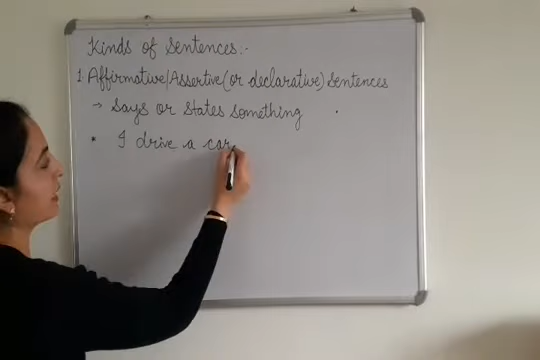 Kinds of Sentences:-
1. Affirmative/Assertive (or declarative) Sentences
→ Says or States something
* I drive a car